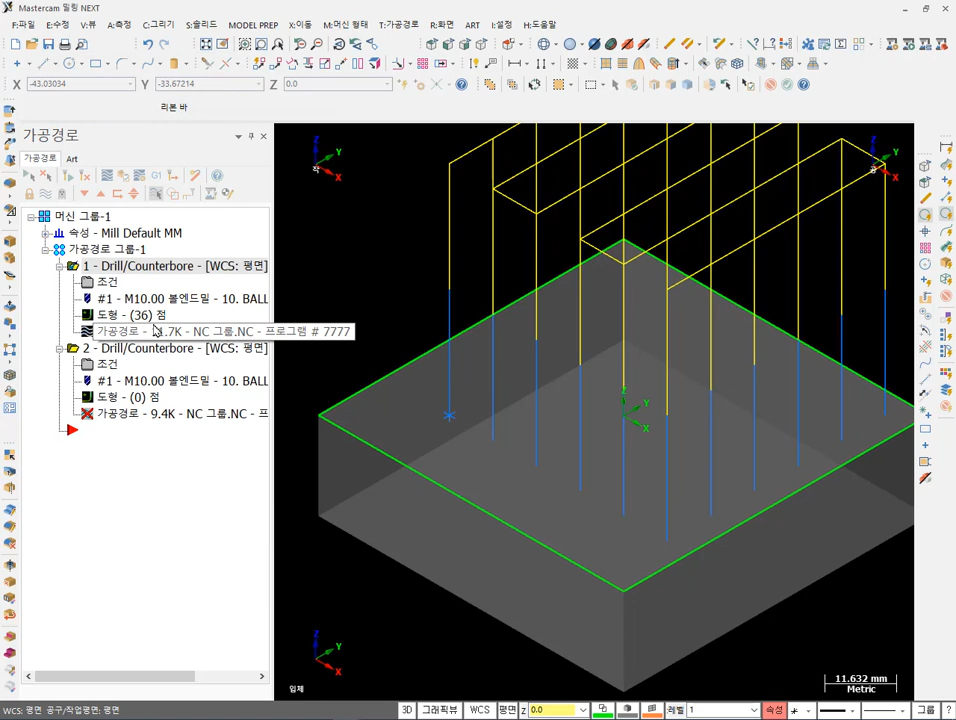 Mastercam 밀링 NEXT
F:파일 E:수정 V:뷰 A:측정 C:그리기 S:솔리드 MODEL PREP X:이동 M:머신 형태 T:가공경로 R:화면 ART I:설정 H:도움말
X -43.03034 Y -33.67214 Z 0.0
리본 바
가공경로
가공경로 Art
G1
머신 그룹-1
속성 - Mill Default MM
가공경로 그룹-1
1 - Drill/Counterbore - [WCS: 평면]
조건
#1 - M10.00 볼엔드밀 - 10. BALL
도형 - (36) 점
가공경로 - 1.7K - NC 그룹.NC - 프로그램 # 7777
2 - Drill/Counterbore - [WCS: 평면]
조건
#1 - M10.00 볼엔드밀 - 10. BALL
도형 - (0) 점
가공경로 - 9.4K - NC 그룹.NC - 프
Z Y X
Z Y X
Z Y X
Z Y X
입체
11.632 mm
Metric
WCS: 평면 공구/작업평면: 평면
3D 그래픽뷰 WCS 평면 Z 0.0 레벨 1 속성 그룹 ?